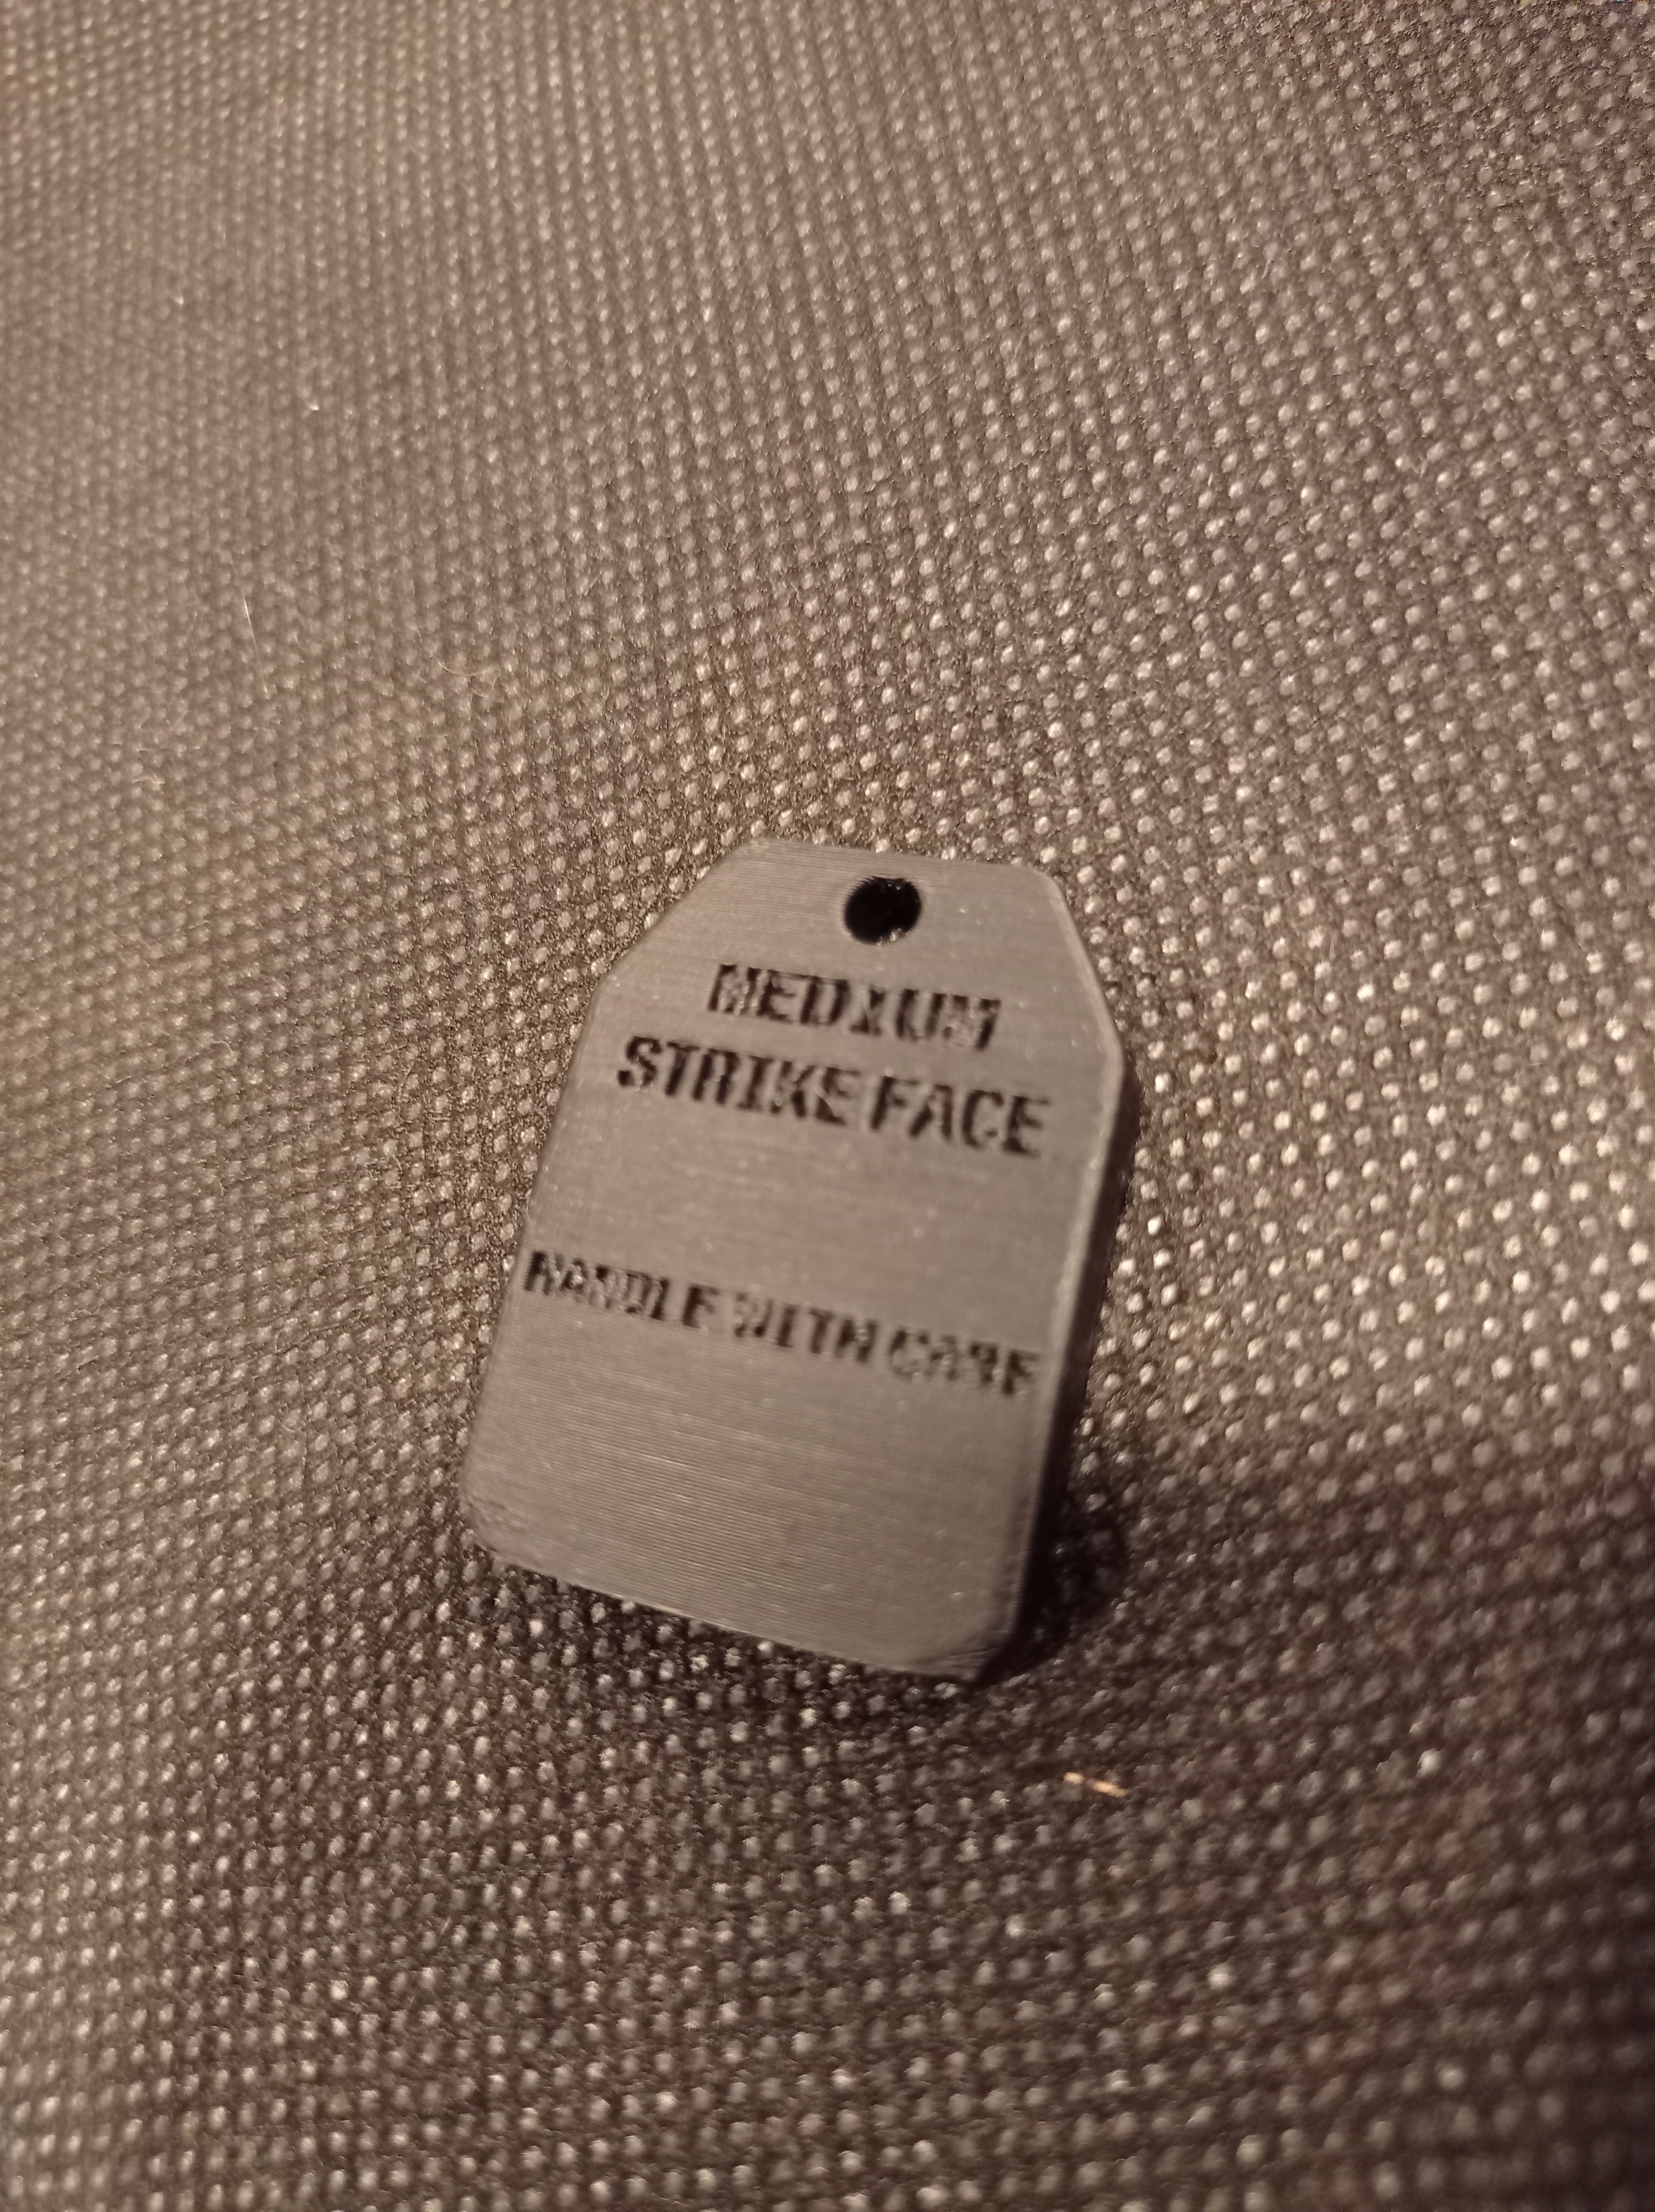 MEDIUM
STRIKE FACE
HANDLE WITH CARE